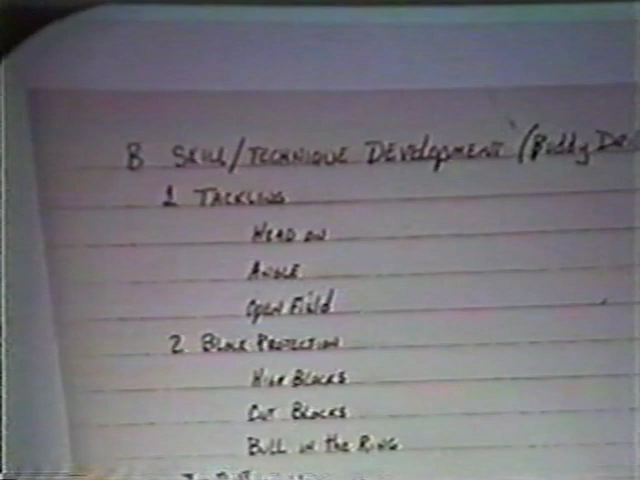 B SKILL/TECHNIQUE DEVELOPMENT (Buddy
1 TACKLING
HEAD ON
ANGLE
Open Field
2 BLOCK PROTECTION
HIGH BLOCKS
CUT BLOCKS
BULL IN the RING